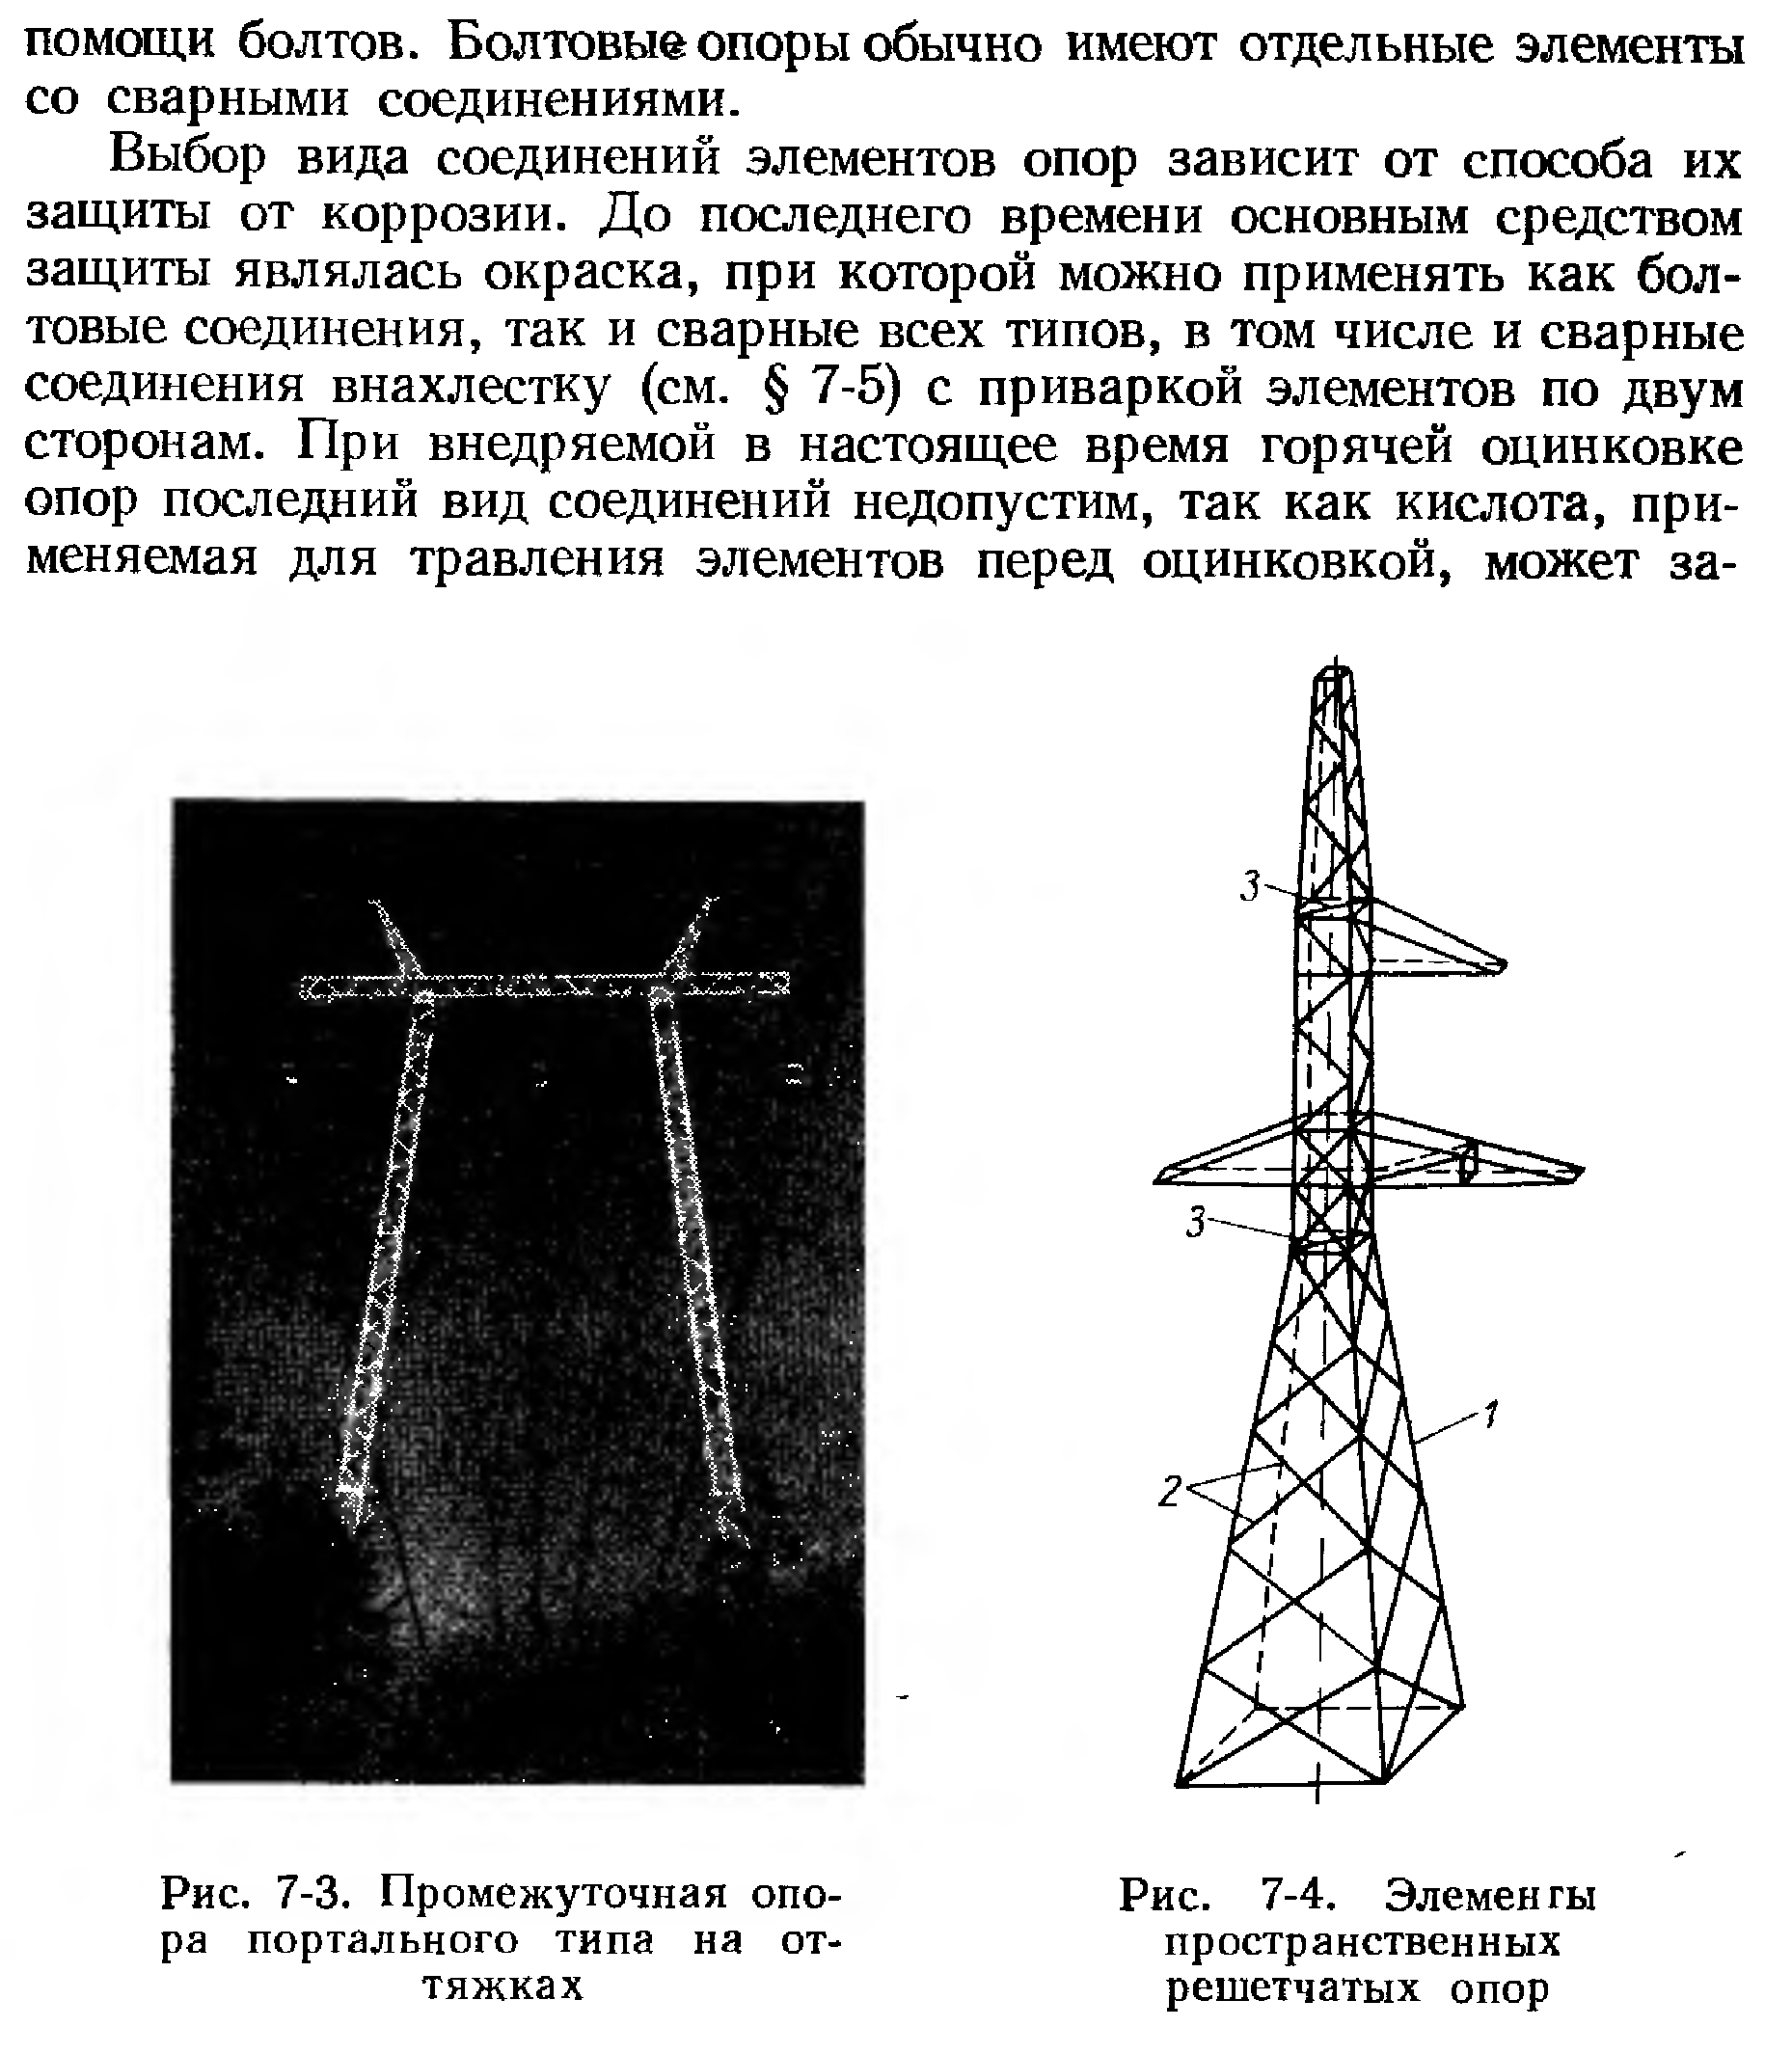 помощи болтов. Болтовые опоры обычно имеют отдельные элементы
со сварными соединениями.
Выбор вида соединений элементов опор зависит от способа их
защиты от коррозии. До последнего времени основным средством
защиты являлась окраска, при которой можно применять как бол-
товые соединения, так и сварные всех типов, в том числе и сварные
соединения внахлестку (см. § 7-5) с приваркой элементов по двум
сторонам. При внедряемой в настоящее время горячей оцинковке
опор последний вид соединений недопустим, так как кислота, при-
меняемая для травления элементов перед оцинковкой, может за-
3
3
1
2
Рис. 7-3. Промежуточная опо-
ра портального типа на от-
тяжках
Рис. 7-4. Элементы
пространственных
решетчатых опор